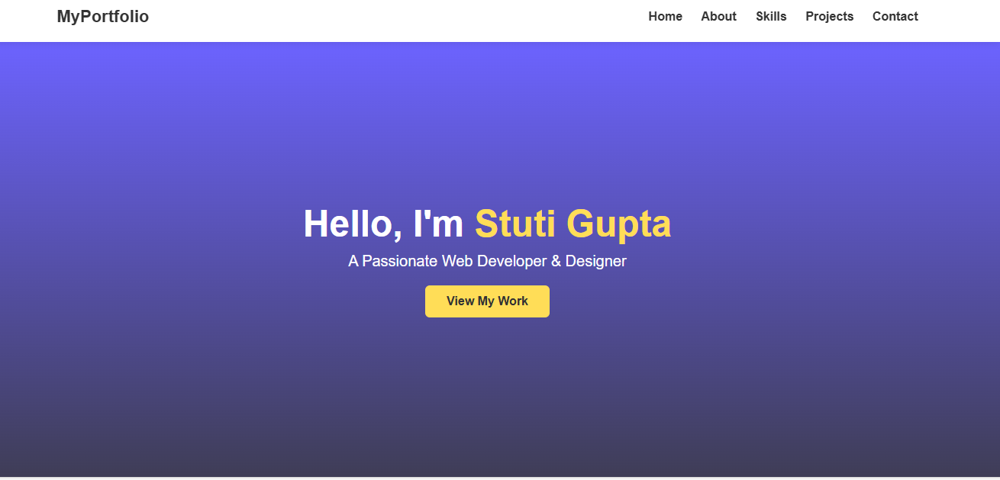 MyPortfolio
Home About Skills Projects Contact
Hello, I'm Stuti Gupta
A Passionate Web Developer & Designer
View My Work